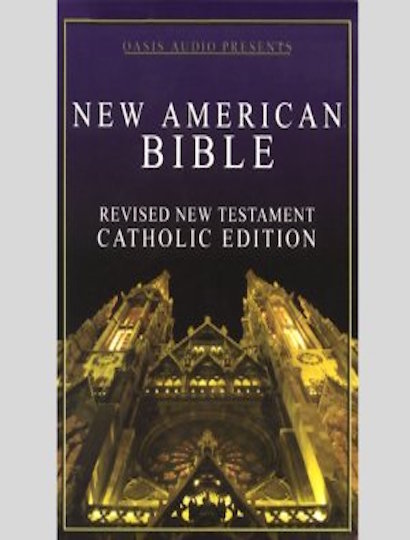 OASIS AUDIO PRESENTS
NEW AMERICAN
BIBLE
REVISED NEW TESTAMENT
CATHOLIC EDITION